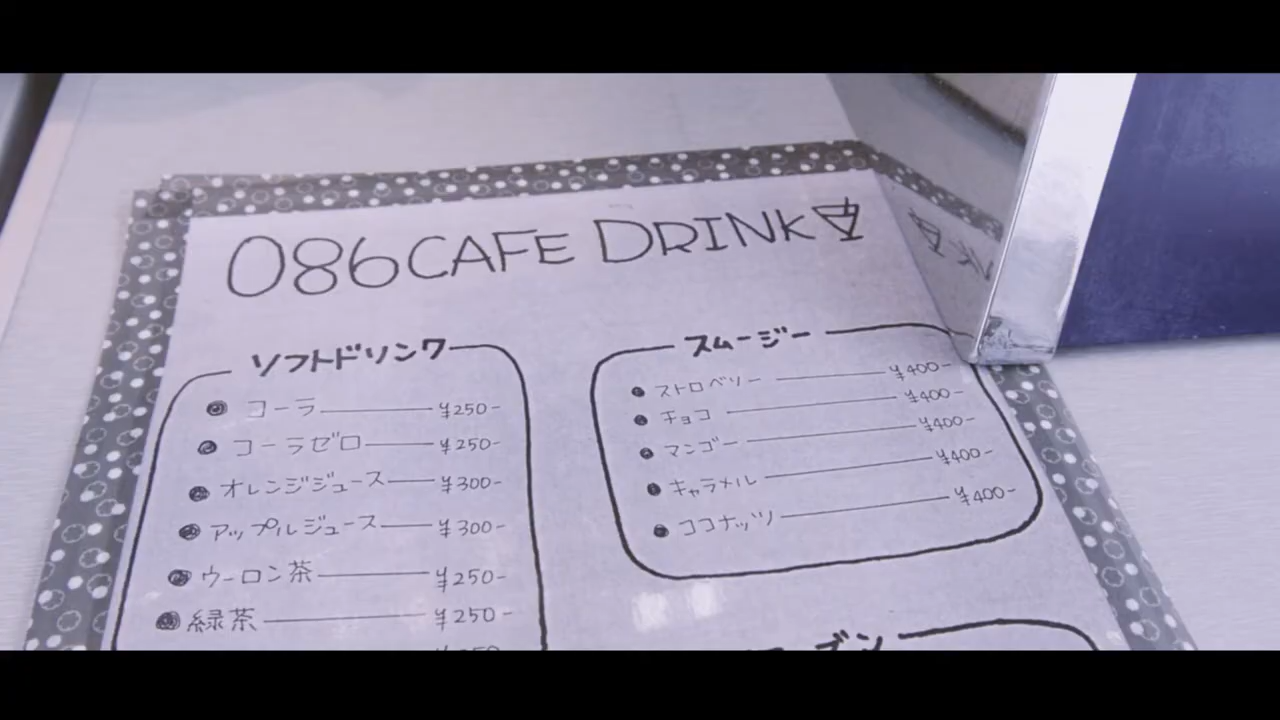 086 CAFE DRINK
ソフトドリンク
コーラ ¥250-
コーラゼロ ¥250-
オレンジジュース ¥300-
アップルジュース ¥300-
ウーロン茶 ¥250-
緑茶 ¥250-
スムージー
ストロベリー ¥400-
チョコ ¥400-
マンゴー ¥400-
キャラメル ¥400-
ココナッツ ¥400-